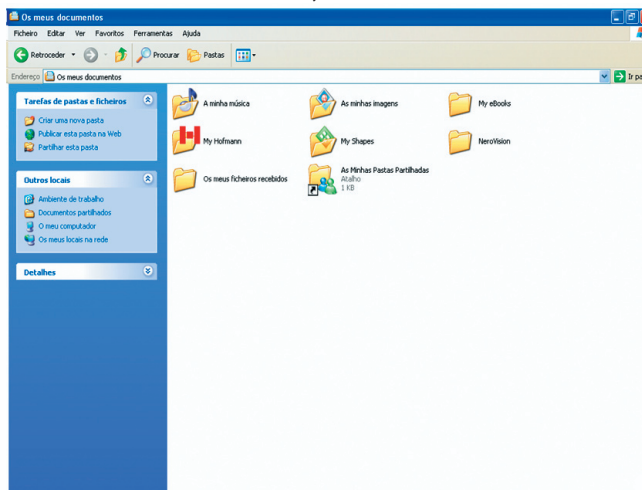 Os meus documentos
Ficheiro Editar Ver Favoritos Ferramentas Ajuda
Retroceder Procurar Pastas
Endereço Os meus documentos Ir pa
Tarefas de pastas e ficheiros
Criar uma nova pasta
Publicar esta pasta na Web
Partilhar esta pasta
Outros locais
Ambiente de trabalho
Documentos partilhados
O meu computador
Os meus locais na rede
Detalhes
A minha música
As minhas imagens
My eBooks
My Hofmann
My Shapes
NeroVision
Os meus ficheiros recebidos
As Minhas Pastas Partilhadas
Atalho
1 KB